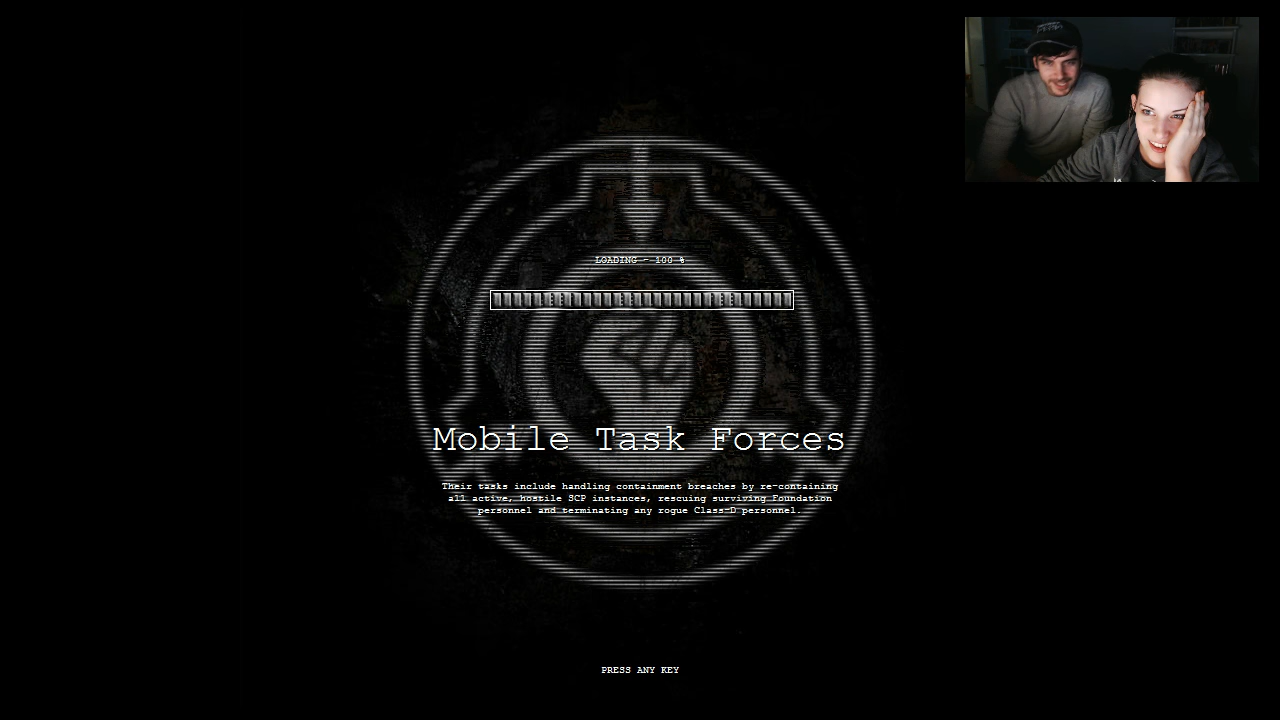 LOADING - 100 %
Mobile Task Forces
Their tasks include handling containment breaches by re-containing
all active, hostile SCP instances, rescuing surviving Foundation
personnel and terminating any rogue Class-D personnel.
PRESS ANY KEY